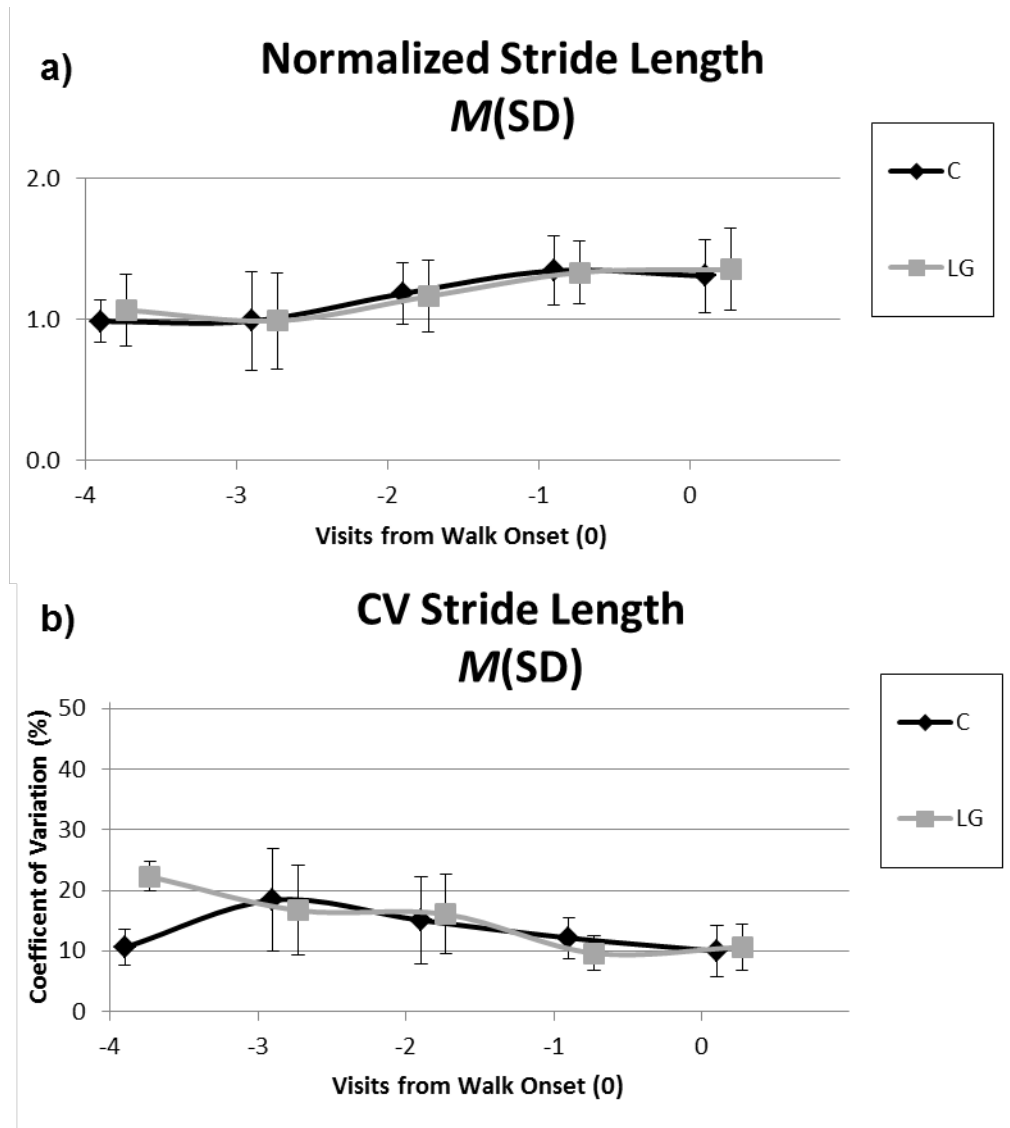 a)
Normalized Stride Length
M(SD)
2.0
1.0
0.0
-4 -3 -2 -1 0
Visits from Walk Onset (0)
C
LG
b)
CV Stride Length
M(SD)
Coefficent of Variation (%)
50
40
30
20
10
0
-4 -3 -2 -1 0
Visits from Walk Onset (0)
C
LG